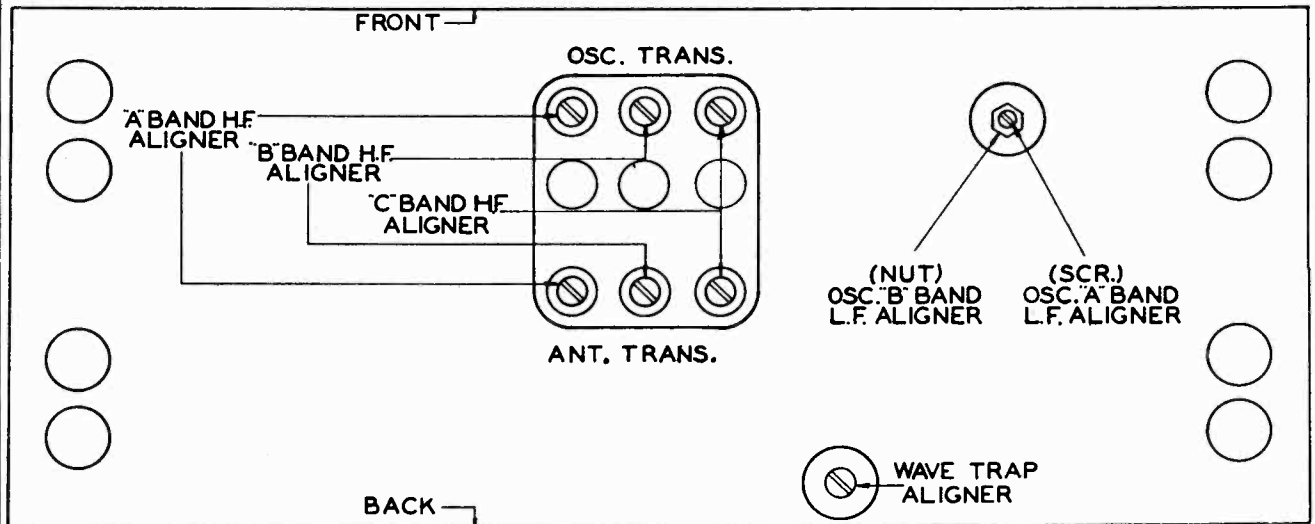 FRONT
OSC. TRANS.
"A" BAND H.F.
ALIGNER
"B" BAND H.F.
ALIGNER
"C" BAND H.F.
ALIGNER
ANT. TRANS.
(NUT)
OSC. "B" BAND
L.F. ALIGNER
(SCR.)
OSC. "A" BAND
L.F. ALIGNER
WAVE TRAP
ALIGNER
BACK